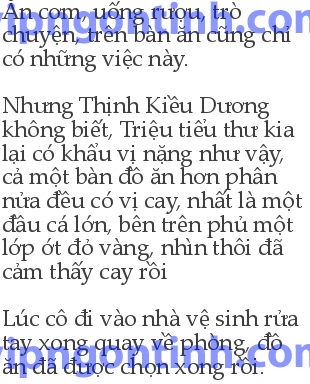 Ăn cơm, uống rượu, trò
chuyện, trên bàn ăn cũng chỉ
có những việc này.
Nhưng Thịnh Kiều Dương
không biết, Triệu tiểu thư kia
lại có khẩu vị nặng như vậy,
cả một bàn đồ ăn hơn phân
nửa đều có vị cay, nhất là một
đầu cá lớn, bên trên phủ một
lớp ớt đỏ vàng, nhìn thôi đã
cảm thấy cay rồi
Lúc cô đi vào nhà vệ sinh rửa
tay xong quay về phòng, đồ
ăn đã được chọn xong rồi.
vipngontinh.com
vipngontinh.com